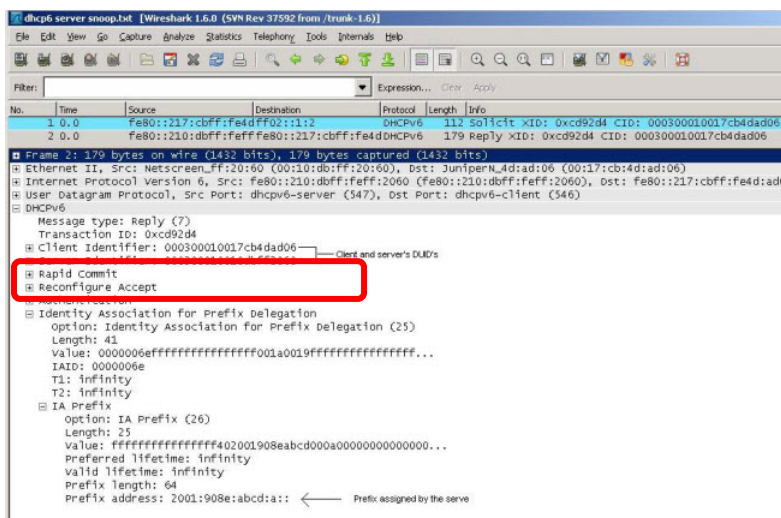 dhcp6 server snoop.txt [Wireshark 1.6.0 (SVN Rev 37592 from /trunk-1.6)]
File Edit View Go Capture Analyze Statistics Telephony Tools Internals Help
Filter: Expression... Clear Apply
No. Time Source Destination Protocol Length Info
1 0.0 fe80::217:cbff:fe4dff02::1:2 DHCPv6 112 Solicit XID: 0xcd92d4 CID: 000300010017cb4dad06
2 0.0 fe80::210:dbff:fefffe80::217:cbff:fe4dDHCPv6 179 Reply XID: 0xcd92d4 CID: 000300010017cb4dad06
Frame 2: 179 bytes on wire (1432 bits), 179 bytes captured (1432 bits)
Ethernet II, Src: Netscreen_ff:20:60 (00:10:db:ff:20:60), Dst: JuniperN_4d:ad:06 (00:17:cb:4d:ad:06)
Internet Protocol Version 6, Src: fe80::210:dbff:feff:2060 (fe80::210:dbff:feff:2060), Dst: fe80::217:cbff:fe4d:ad0
User Datagram Protocol, Src Port: dhcpv6-server (547), Dst Port: dhcpv6-client (546)
DHCPv6
Message type: Reply (7)
Transaction ID: 0xcd92d4
Client Identifier: 000300010017cb4dad06
Client and server's DUID's
Rapid Commit
Reconfigure Accept
Identity Association for Prefix Delegation
Option: Identity Association for Prefix Delegation (25)
Length: 41
Value: 0000006effffffffffffffff001a0019ffffffffffffffff...
IAID: 0000006e
T1: infinity
T2: infinity
IA Prefix
Option: IA Prefix (26)
Length: 25
Value: ffffffffffffffff402001908eabcd000a00000000000000...
Preferred lifetime: infinity
Valid lifetime: infinity
Prefix length: 64
Prefix address: 2001:908e:abcd:a:: Prefix assigned by the serve